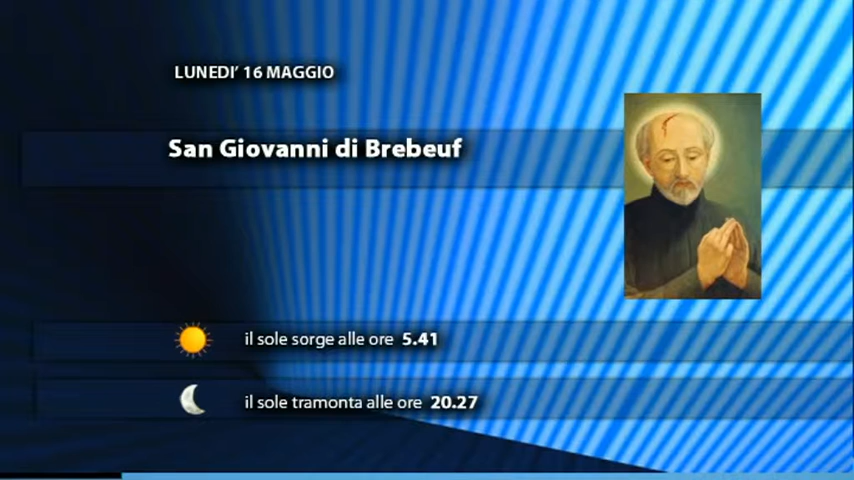 LUNEDI’ 16 MAGGIO
San Giovanni di Brebeuf
il sole sorge alle ore 5.41
il sole tramonta alle ore 20.27